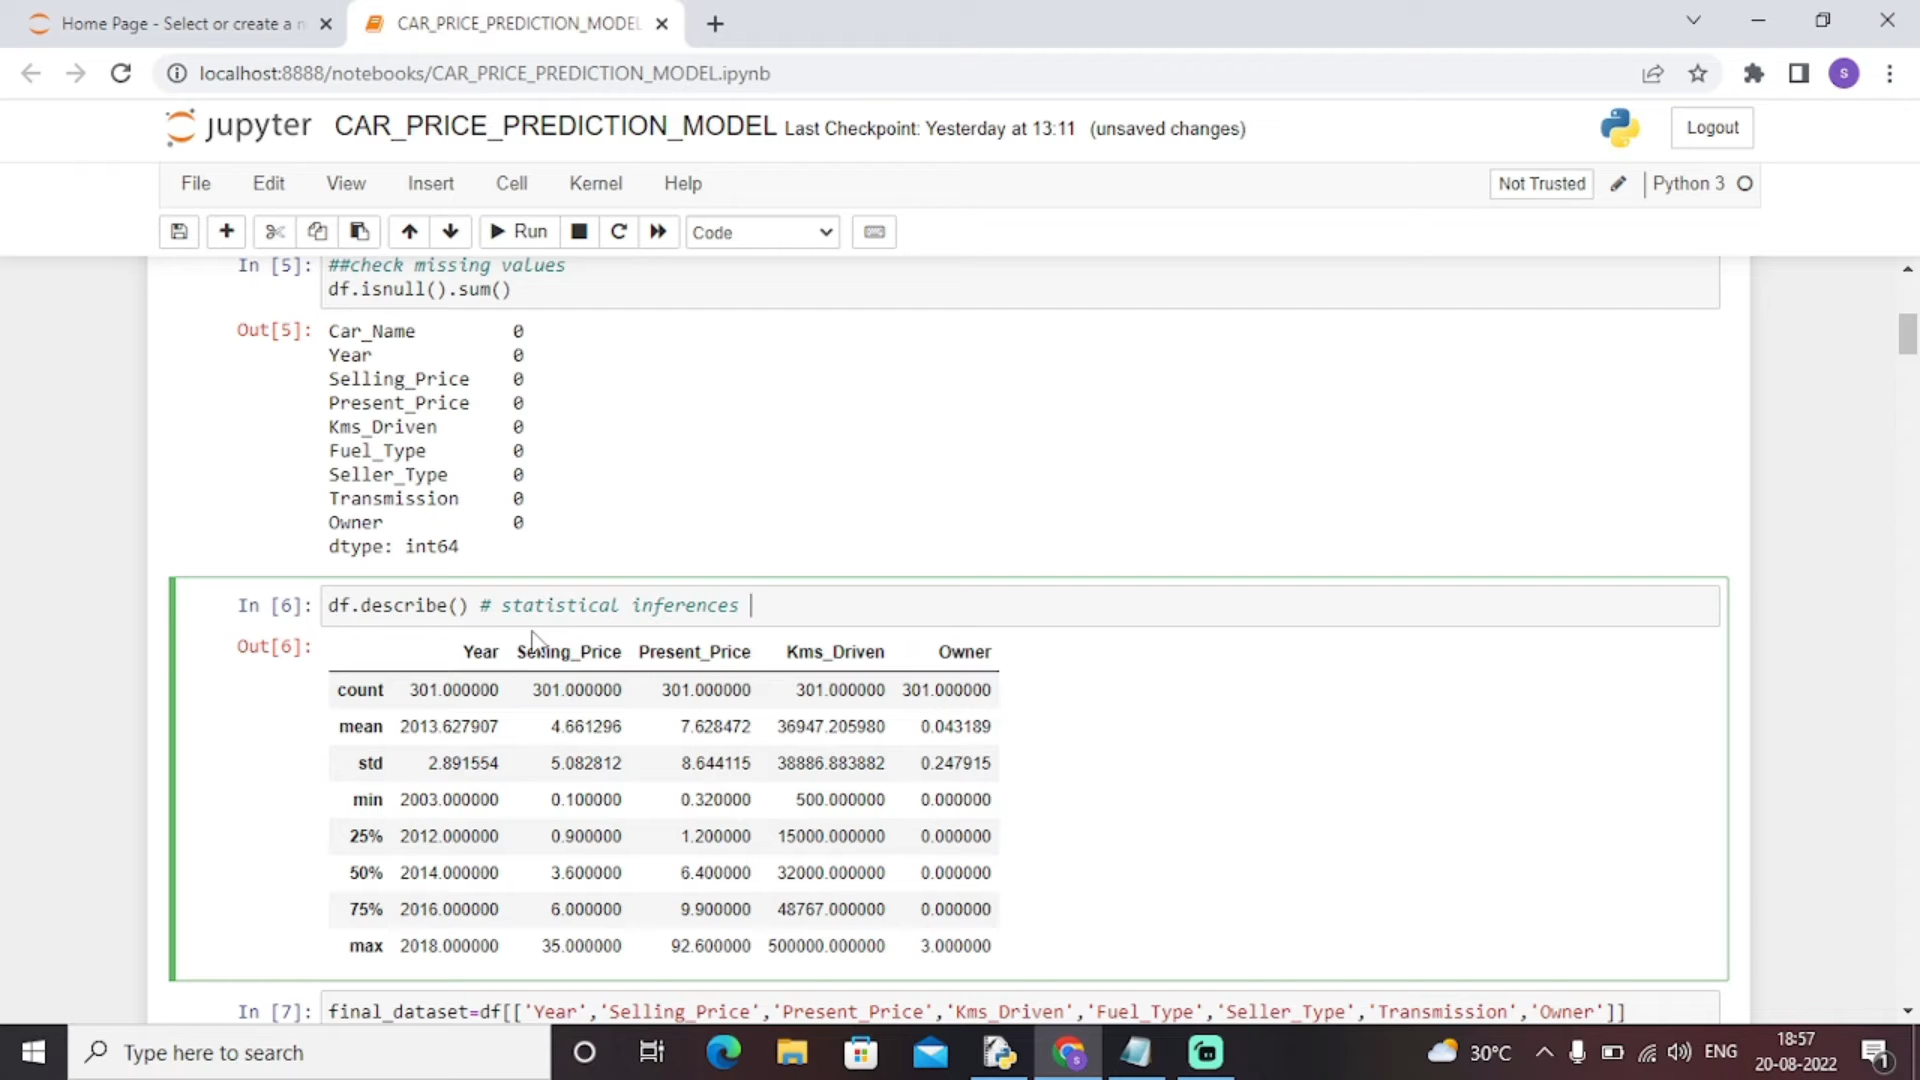 Home Page - Select or create a n
CAR_PRICE_PREDICTION_MODEL
localhost:8888/notebooks/CAR_PRICE_PREDICTION_MODEL.ipynb
S
jupyter CAR_PRICE_PREDICTION_MODEL Last Checkpoint: Yesterday at 13:11 (unsaved changes)
Logout
File Edit View Insert Cell Kernel Help
Not Trusted Python 3
Run Code
In [5]: ##check missing values
df.isnull().sum()
Out[5]: Car_Name 0
Year 0
Selling_Price 0
Present_Price 0
Kms_Driven 0
Fuel_Type 0
Seller_Type 0
Transmission 0
Owner 0
dtype: int64
In [6]: df.describe() # statistical inferences
Out[6]:
Year Selling_Price Present_Price Kms_Driven Owner
count 301.000000 301.000000 301.000000 301.000000 301.000000
mean 2013.627907 4.661296 7.628472 36947.205980 0.043189
std 2.891554 5.082812 8.644115 38886.883882 0.247915
min 2003.000000 0.100000 0.320000 500.000000 0.000000
25% 2012.000000 0.900000 1.200000 15000.000000 0.000000
50% 2014.000000 3.600000 6.400000 32000.000000 0.000000
75% 2016.000000 6.000000 9.900000 48767.000000 0.000000
max 2018.000000 35.000000 92.600000 500000.000000 3.000000
In [7]: final_dataset=df[['Year','Selling_Price','Present_Price','Kms_Driven','Fuel_Type','Seller_Type','Transmission','Owner']]
Type here to search
30°C
ENG
18:57
20-08-2022
1